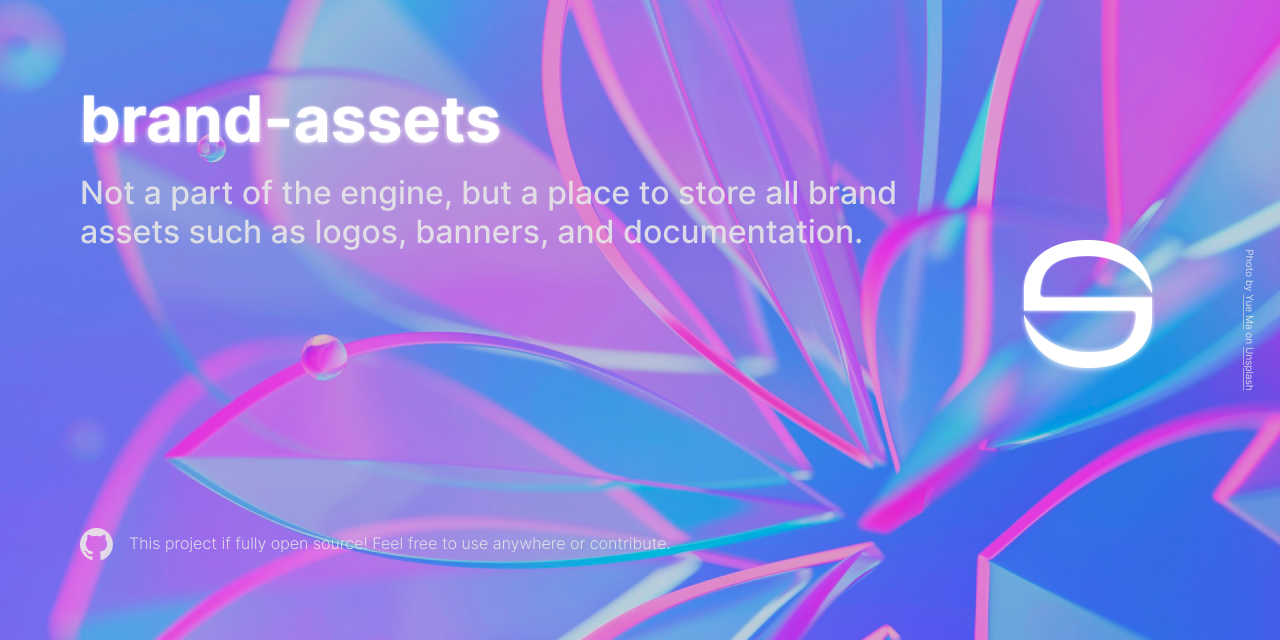 brand-assets
Not a part of the engine, but a place to store all brand
assets such as logos, banners, and documentation.
Photo by Yue Ma on Unsplash
This project if fully open source! Feel free to use anywhere or contribute.